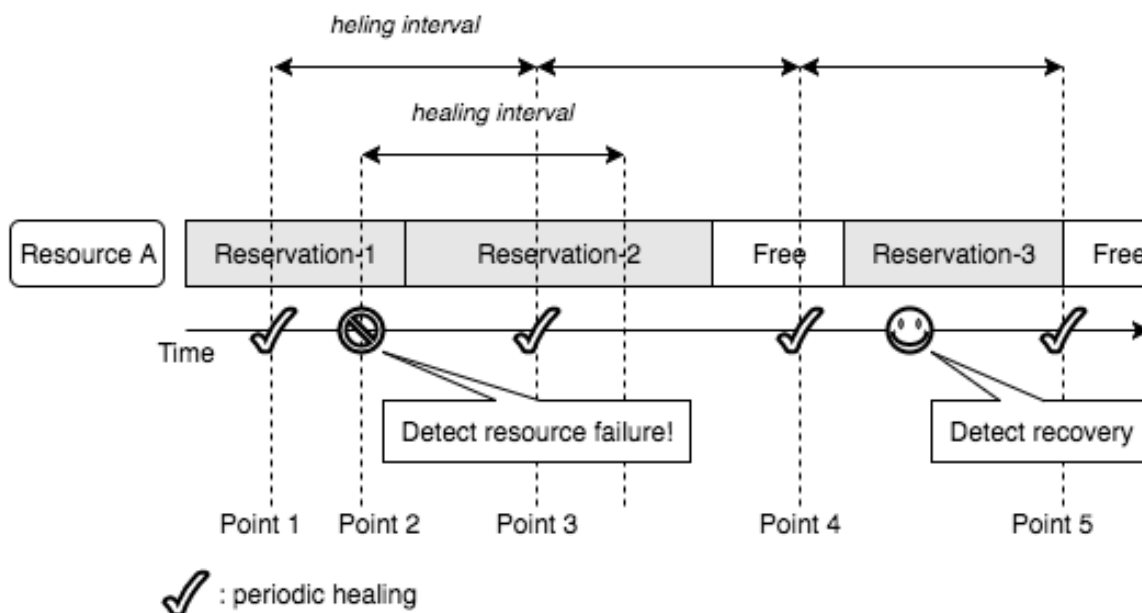 heling interval
healing interval
Resource A
Reservation-1
Reservation-2
Free
Reservation-3
Free
Time
Detect resource failure!
Detect recovery
Point 1
Point 2
Point 3
Point 4
Point 5
: periodic healing